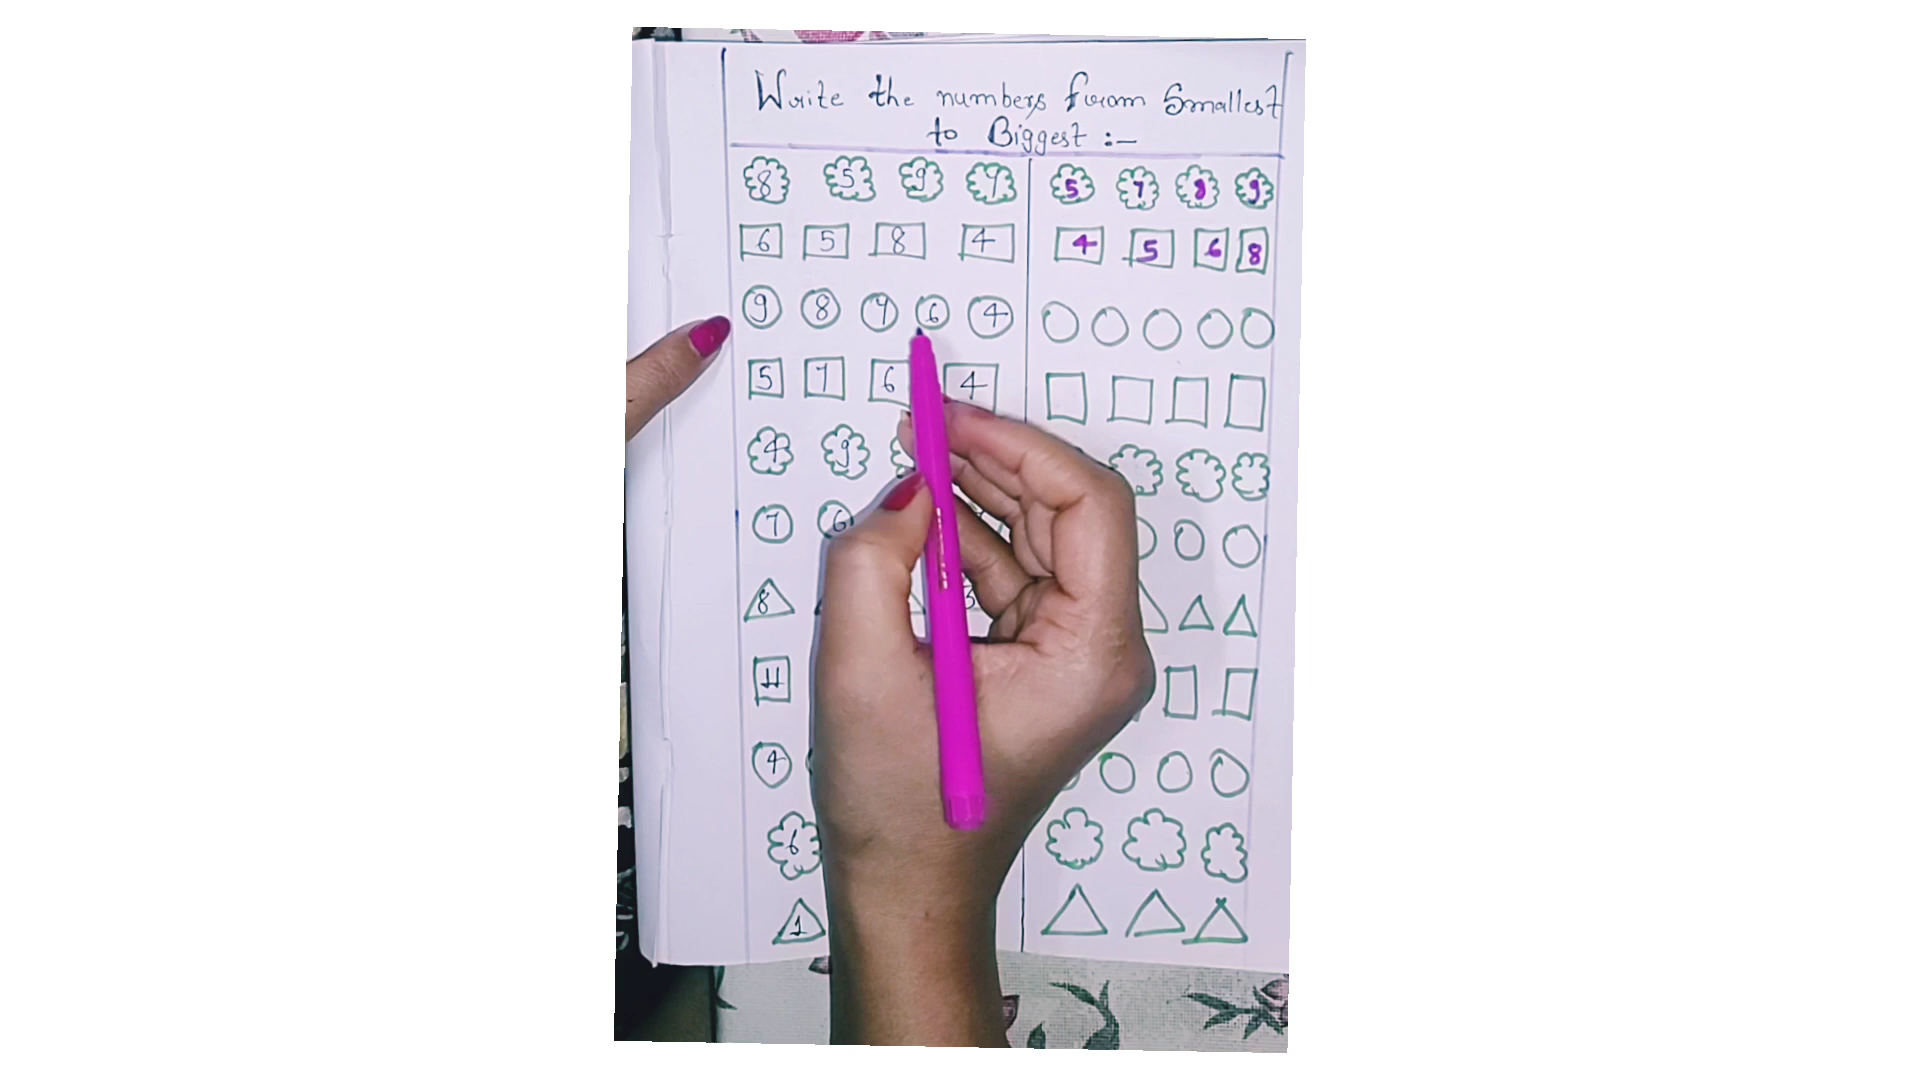 Write the numbers from Smallest
to Biggest :-
8 5 9 7 5 7 8 9
6 5 8 4 4 5 6 8
9 8 7 6 4
5 7 6 4
4 9
7 6
8
11
4
6
1